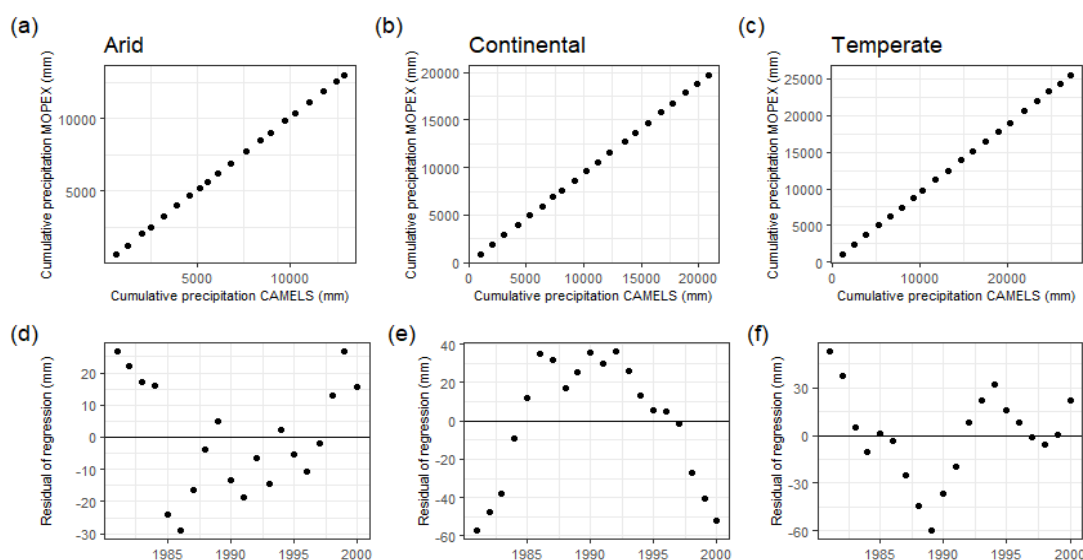 (a)
Arid
Cumulative precipitation MOPEX (mm)
10000
5000
5000
10000
Cumulative precipitation CAMELS (mm)
(b)
Continental
Cumulative precipitation MOPEX (mm)
20000
15000
10000
5000
0
0
5000
10000
15000
20000
Cumulative precipitation CAMELS (mm)
(c)
Temperate
Cumulative precipitation MOPEX (mm)
25000
20000
15000
10000
5000
0
0
10000
20000
Cumulative precipitation CAMELS (mm)
(d)
Residual of regression (mm)
20
10
0
-10
-20
-30
1985
1990
1995
2000
(e)
Residual of regression (mm)
40
20
0
-20
-40
-60
1985
1990
1995
2000
(f)
Residual of regression (mm)
30
0
-30
-60
1985
1990
1995
2000